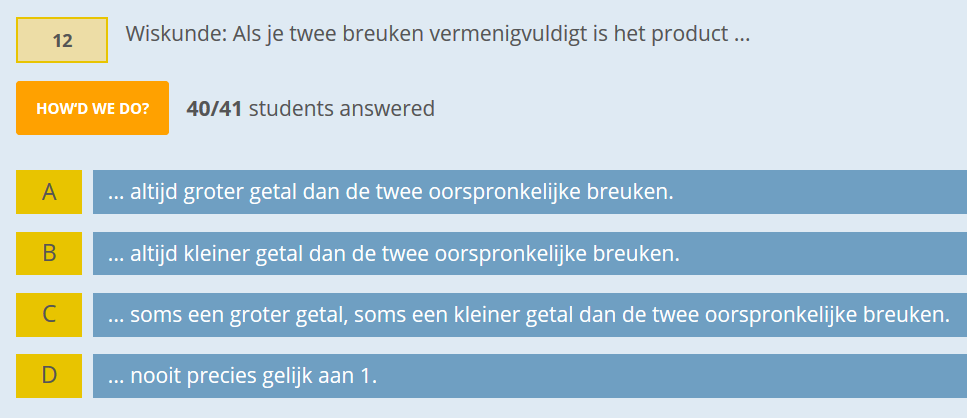 12
Wiskunde: Als je twee breuken vermenigvuldigt is het product ...
HOW'D WE DO?
40/41 students answered
A
... altijd groter getal dan de twee oorspronkelijke breuken.
B
... altijd kleiner getal dan de twee oorspronkelijke breuken.
C
... soms een groter getal, soms een kleiner getal dan de twee oorspronkelijke breuken.
D
... nooit precies gelijk aan 1.